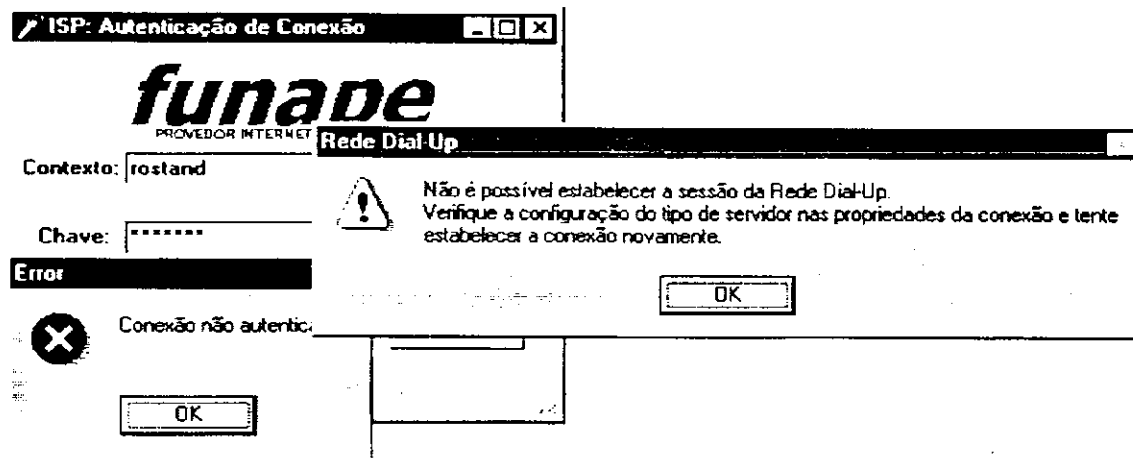 ISP: Autenticação de Conexão
funape
PROVEDOR INTERNET
Contexto: rostand
Chave: *******
Rede Dial-Up
Não é possível estabelecer a sessão da Rede Dial-Up.
Verifique a configuração do tipo de servidor nas propriedades da conexão e tente
estabelecer a conexão novamente.
OK
Error
Conexão não autentic
OK